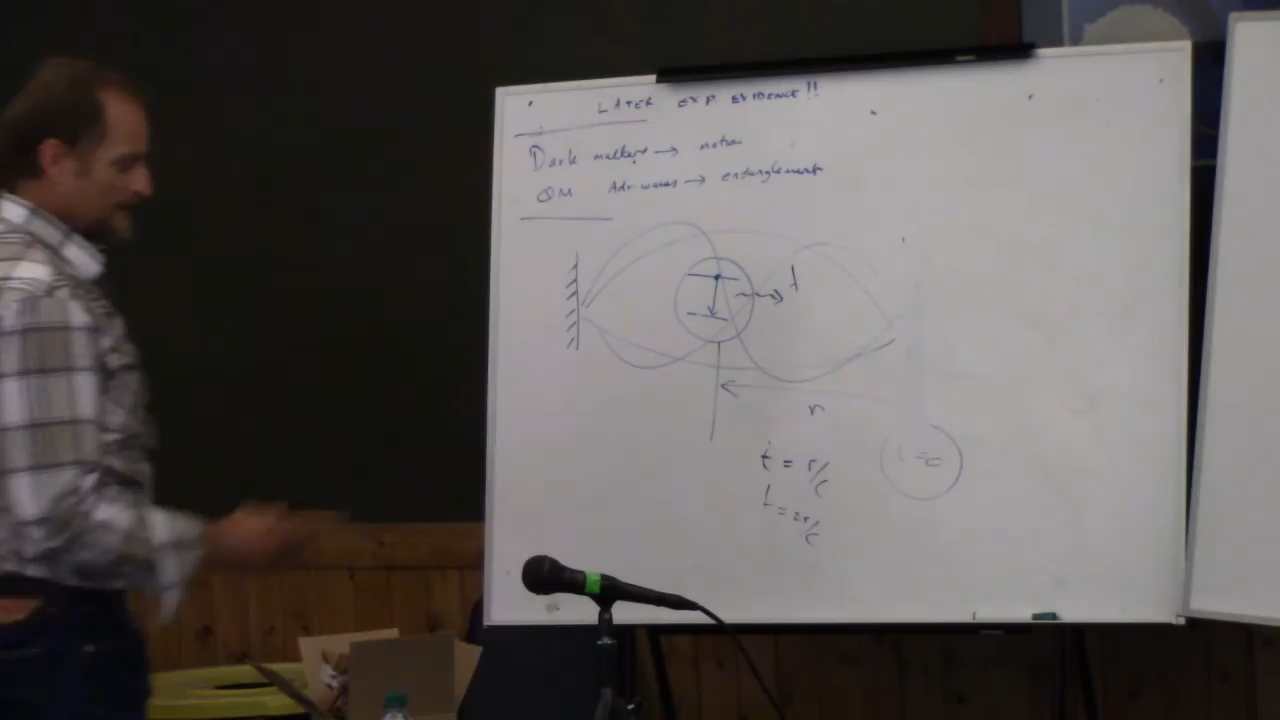 LATER EXP. EVIDENCE!!
Dark matter → motion
QM Adv waves → entanglement
r
t = r/c
t = 2r/c